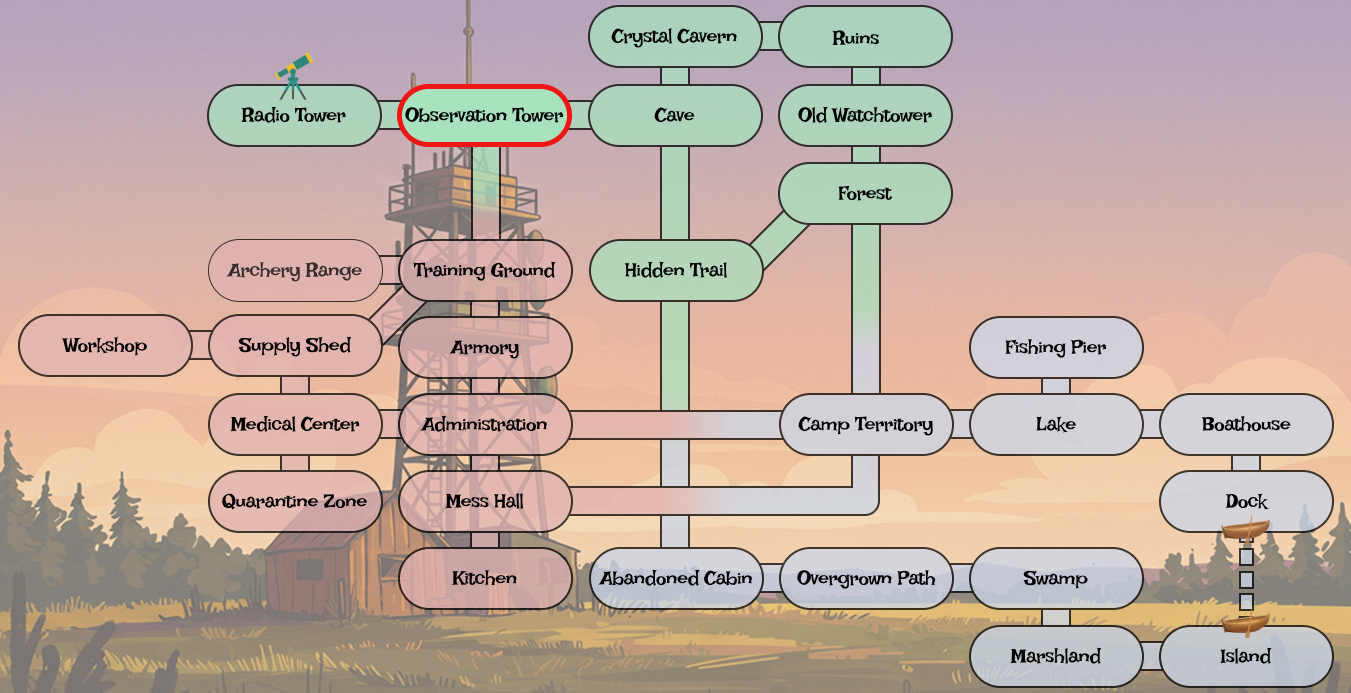 Crystal Cavern
Ruins
Radio Tower
Observation Tower
Cave
Old Watchtower
Forest
Archery Range
Training Ground
Hidden Trail
Workshop
Supply Shed
Armory
Fishing Pier
Medical Center
Administration
Camp Territory
Lake
Boathouse
Quarantine Zone
Mess Hall
Dock
Kitchen
Abandoned Cabin
Overgrown Path
Swamp
Marshland
Island